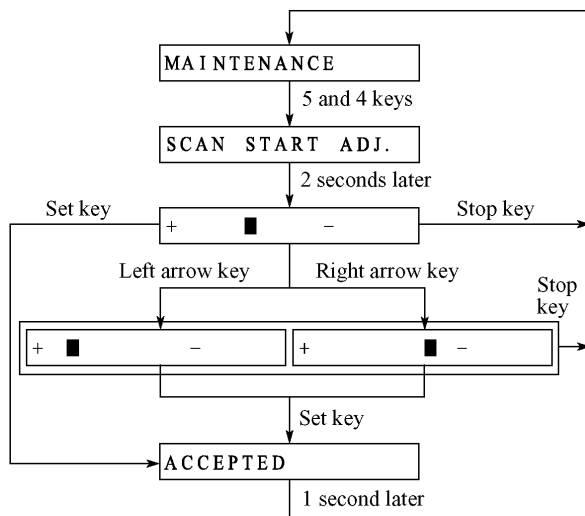 MAINTENANCE
5 and 4 keys
SCAN START ADJ.
2 seconds later
Set key
+ −
Stop key
Left arrow key
Right arrow key
Stop
key
+ −
+ −
Set key
ACCEPTED
1 second later